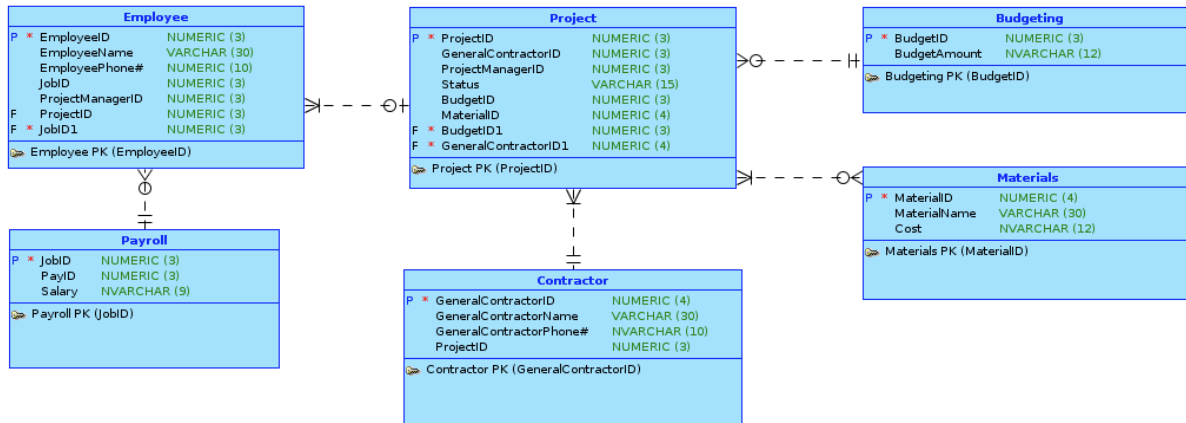 Employee
P * EmployeeID NUMERIC (3)
EmployeeName VARCHAR (30)
EmployeePhone# NUMERIC (10)
JobID NUMERIC (3)
ProjectManagerID NUMERIC (3)
F ProjectID NUMERIC (3)
F * JobID1 NUMERIC (3)
Employee PK (EmployeeID)
Project
P * ProjectID NUMERIC (3)
GeneralContractorID NUMERIC (3)
ProjectManagerID NUMERIC (3)
Status VARCHAR (15)
BudgetID NUMERIC (3)
MaterialID NUMERIC (4)
F * BudgetID1 NUMERIC (3)
F * GeneralContractorID1 NUMERIC (4)
Project PK (ProjectID)
Budgeting
P * BudgetID NUMERIC (3)
BudgetAmount NVARCHAR (12)
Budgeting PK (BudgetID)
Materials
P * MaterialID NUMERIC (4)
MaterialName VARCHAR (30)
Cost NVARCHAR (12)
Materials PK (MaterialID)
Payroll
P * JobID NUMERIC (3)
PayID NUMERIC (3)
Salary NVARCHAR (9)
Payroll PK (JobID)
Contractor
P * GeneralContractorID NUMERIC (4)
GeneralContractorName VARCHAR (30)
GeneralContractorPhone# NVARCHAR (10)
ProjectID NUMERIC (3)
Contractor PK (GeneralContractorID)